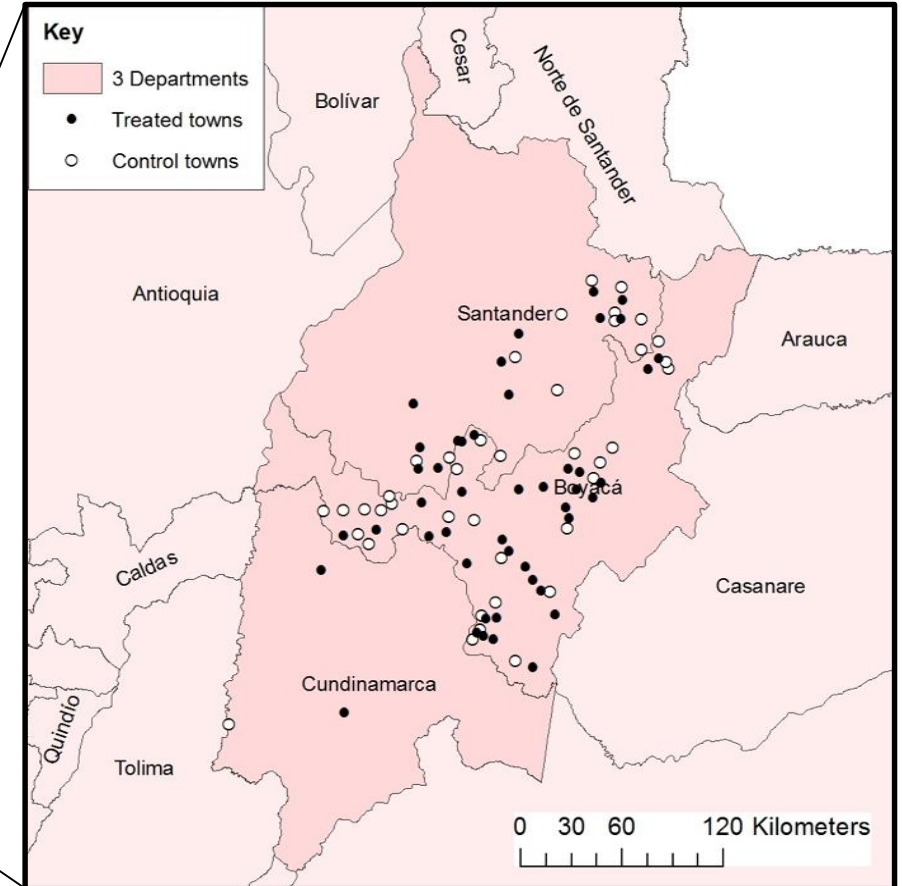 Key
3 Departments
Treated towns
Control towns
Bolívar
Cesar
Norte de Santander
Antioquia
Santander
Arauca
Boyacá
Caldas
Casanare
Cundinamarca
Quindío
Tolima
0 30 60 120 Kilometers